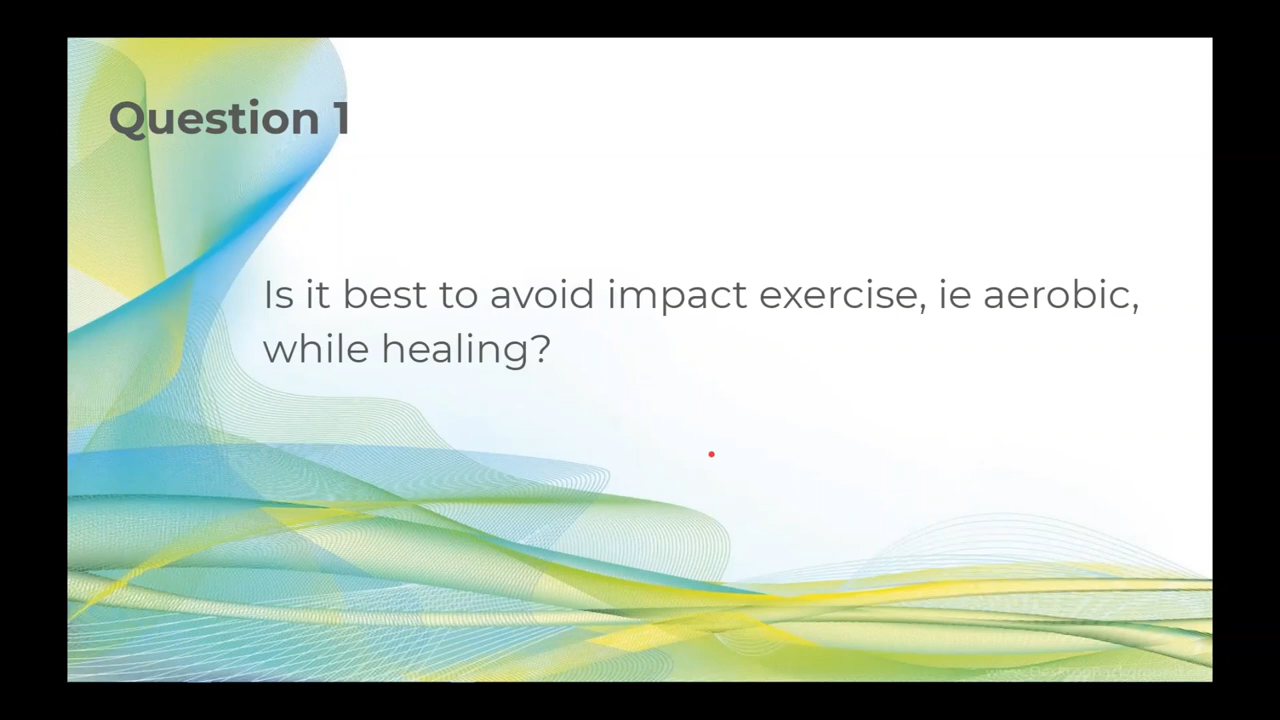 Question 1
Is it best to avoid impact exercise, ie aerobic,
while healing?